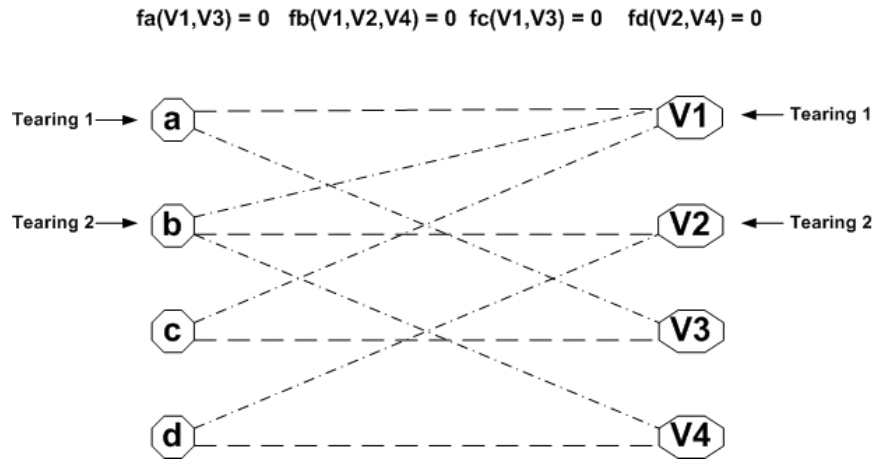 fa(V1,V3) = 0 fb(V1,V2,V4) = 0 fc(V1,V3) = 0 fd(V2,V4) = 0
Tearing 1 a V1 Tearing 1
Tearing 2 b V2 Tearing 2
c V3
d V4